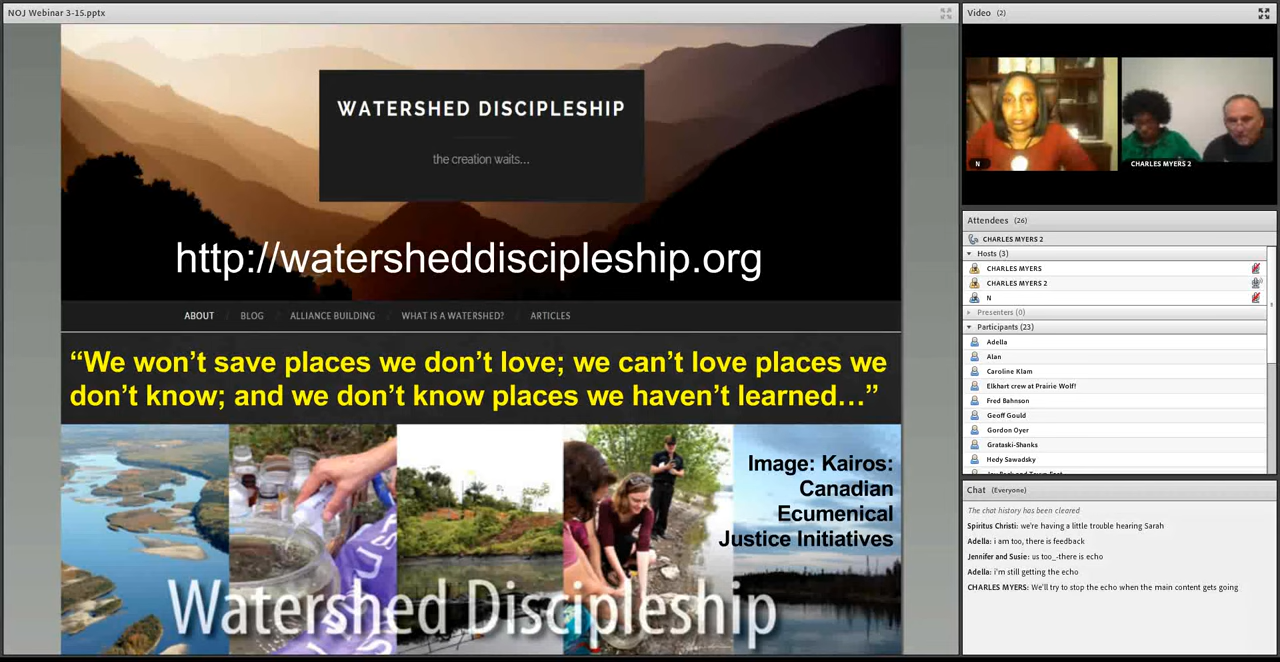 NOJ Webinar 3-15.pptx
WATERSHED DISCIPLESHIP
the creation waits...
http://watersheddiscipleship.org
ABOUT / BLOG / ALLIANCE BUILDING / WHAT IS A WATERSHED? / ARTICLES
“We won’t save places we don’t love; we can’t love places we
don’t know; and we don’t know places we haven’t learned…”
Image: Kairos:
Canadian
Ecumenical
Justice Initiatives
Watershed Discipleship
Video (2)
N
CHARLES MYERS 2
Attendees (26)
CHARLES MYERS 2
Hosts (3)
CHARLES MYERS
CHARLES MYERS 2
N
Presenters (0)
Participants (23)
Adella
Alan
Caroline Klam
Elkhart crew at Prairie Wolf!
Fred Bahnson
Geoff Gould
Gordon Oyer
Grataski-Shanks
Hedy Sawadsky
Chat (Everyone)
The chat history has been cleared
Spiritus Christi: we're having a little trouble hearing Sarah
Adella: i am too, there is feedback
Jennifer and Susie: us too_-there is echo
Adella: i'm still getting the echo
CHARLES MYERS: We'll try to stop the echo when the main content gets going